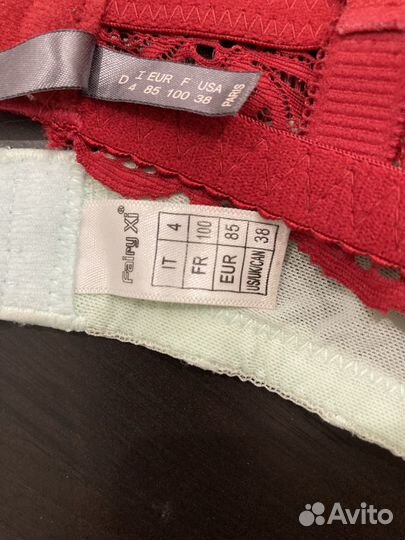 I EUR F USA
D 4 85 100 38
PARIS
Fairy Xi®
IT 4
FR 100
EUR 85
US/UK/CAN 38
Avito